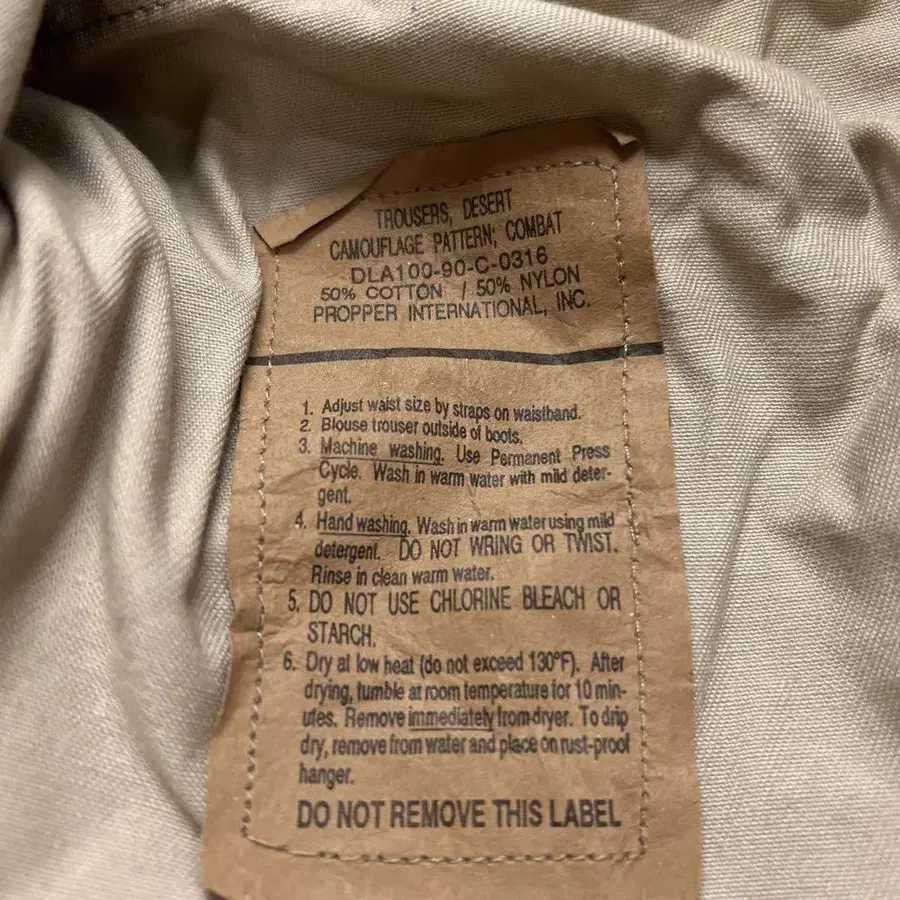 TROUSERS, DESERT
CAMOUFLAGE PATTERN; COMBAT
DLA100-90-C-0316
50% COTTON / 50% NYLON
PROPPER INTERNATIONAL, INC.
1. Adjust waist size by straps on waistband.
2. Blouse trouser outside of boots.
3. Machine washing. Use Permanent Press
Cycle. Wash in warm water with mild deter-
gent.
4. Hand washing. Wash in warm water using mild
detergent. DO NOT WRING OR TWIST.
Rinse in clean warm water.
5. DO NOT USE CHLORINE BLEACH OR
STARCH.
6. Dry at low heat (do not exceed 130°F). After
drying, tumble at room temperature for 10 min-
utes. Remove immediately from dryer. To drip
dry, remove from water and place on rust-proof
hanger.
DO NOT REMOVE THIS LABEL